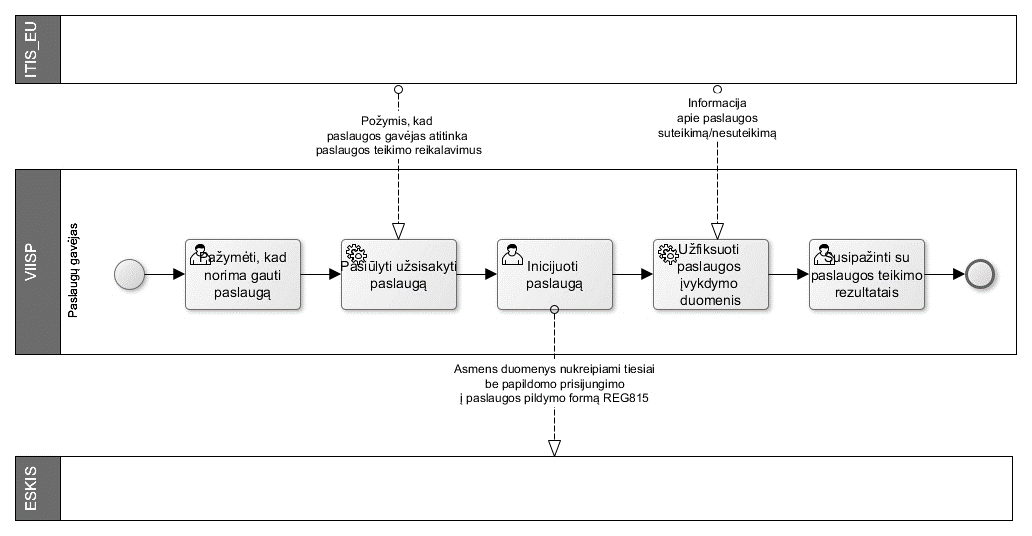 ITIS_EU
Požymis, kad
paslaugos gavėjas atitinka
paslaugos teikimo reikalavimus
Informacija
apie paslaugos
suteikimą/nesuteikimą
VIISP
Paslaugų gavėjas
Pažymėti, kad
norima gauti
paslaugą
Pasiūlyti užsisakyti
paslaugą
Inicijuoti
paslaugą
Užfiksuoti
paslaugos
įvykdymo
duomenis
Susipažinti su
paslaugos teikimo
rezultatais
Asmens duomenys nukreipiami tiesiai
be papildomo prisijungimo
į paslaugos pildymo formą REG815
ESKIS